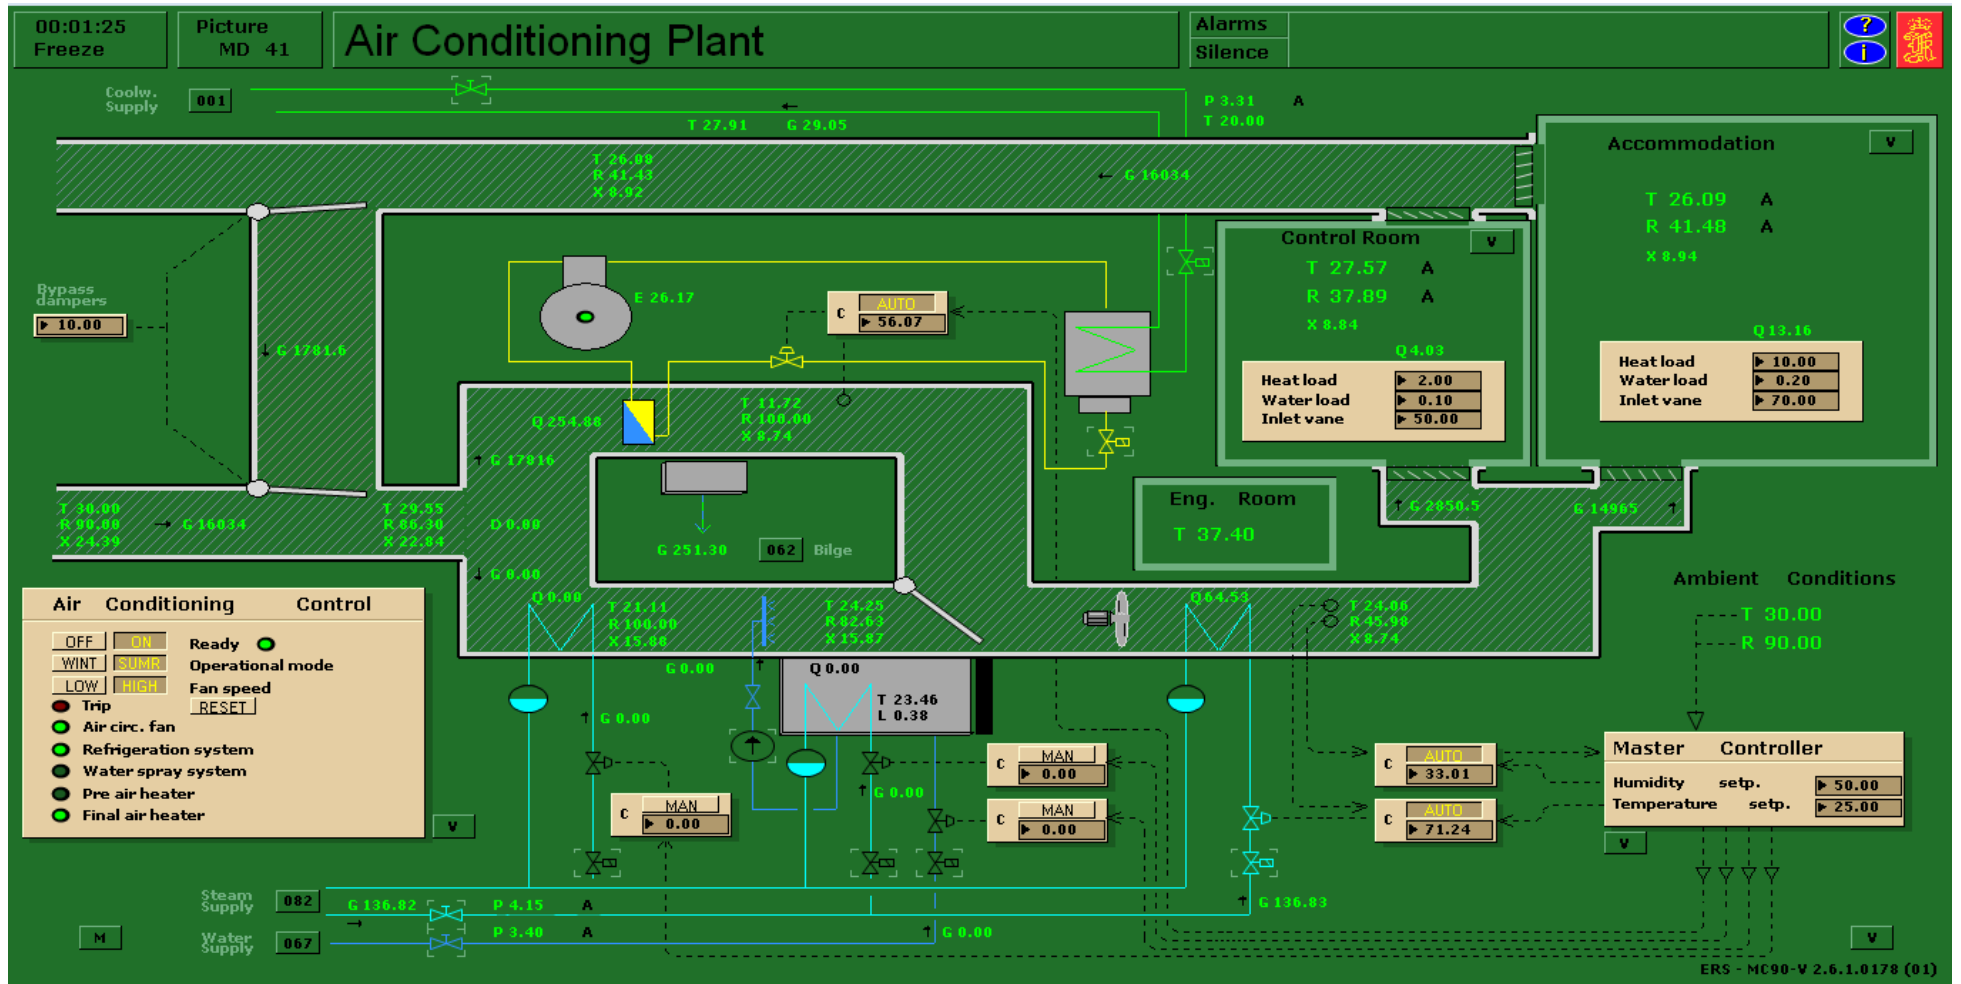 00:01:25
Freeze
Picture
MD 41
Air Conditioning Plant
Alarms
Silence
?
i
Coolw.
Supply
001
P 3.31 A
T 20.00
T 27.91 G 29.05
T 26.08
R 41.43
X 8.92
← G 16034
Accommodation
V
T 26.09 A
R 41.48 A
X 8.94
Q 13.16
Heat load 10.00
Water load 0.20
Inlet vane 70.00
Control Room
V
T 27.57 A
R 37.89 A
X 8.84
Q 4.03
Heat load 2.00
Water load 0.10
Inlet vane 50.00
Bypass
dampers
10.00
G 1781.6
E 26.17
C AUTO
56.07
Q 254.88
T 11.72
R 100.00
X 8.74
G 17816
T 30.00
R 90.00
X 24.39
G 16034
T 29.55
R 86.30
X 22.84
D 0.00
G 0.00
G 251.30
062
Bilge
Eng. Room
T 37.40
G 2850.5
G 14965
Ambient Conditions
T 30.00
R 90.00
Air Conditioning Control
OFF ON Ready
WINT SUMR Operational mode
LOW HIGH Fan speed
Trip RESET
Air circ. fan
Refrigeration system
Water spray system
Pre air heater
Final air heater
V
Q 0.00
T 21.11
R 100.00
X 15.88
T 24.25
R 82.63
X 15.87
Q 64.53
T 24.06
R 45.98
X 8.74
G 0.00
Q 0.00
T 23.46
L 0.38
G 0.00
G 0.00
C MAN
0.00
C MAN
0.00
C MAN
0.00
C AUTO
33.01
C AUTO
71.24
Master Controller
Humidity setp. 50.00
Temperature setp. 25.00
V
Steam
Supply
082
G 136.82
P 4.15 A
G 136.83
M
Water
Supply
067
P 3.40 A
G 0.00
V
ERS - MC90-V 2.6.1.0178 (01)